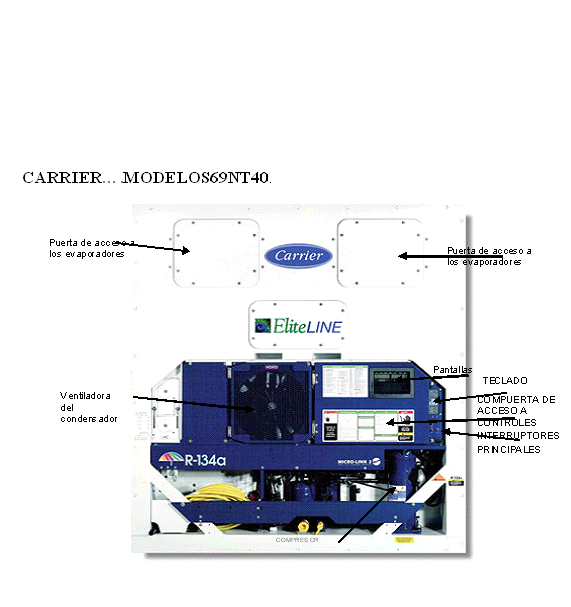 CARRIER... .MODELOS69NT40.
Puerta de acceso a
los evaporadores
Carrier
Puerta de acceso a
los evaporadores
EliteLINE
Pantallas
TECLADO
Ventiladora
del
condensador
COMPUERTA DE
ACCESO A
CONTROLES
INTERRUPTORES
PRINCIPALES
R-134a
MICRO-LINK 3
COMPRESOR